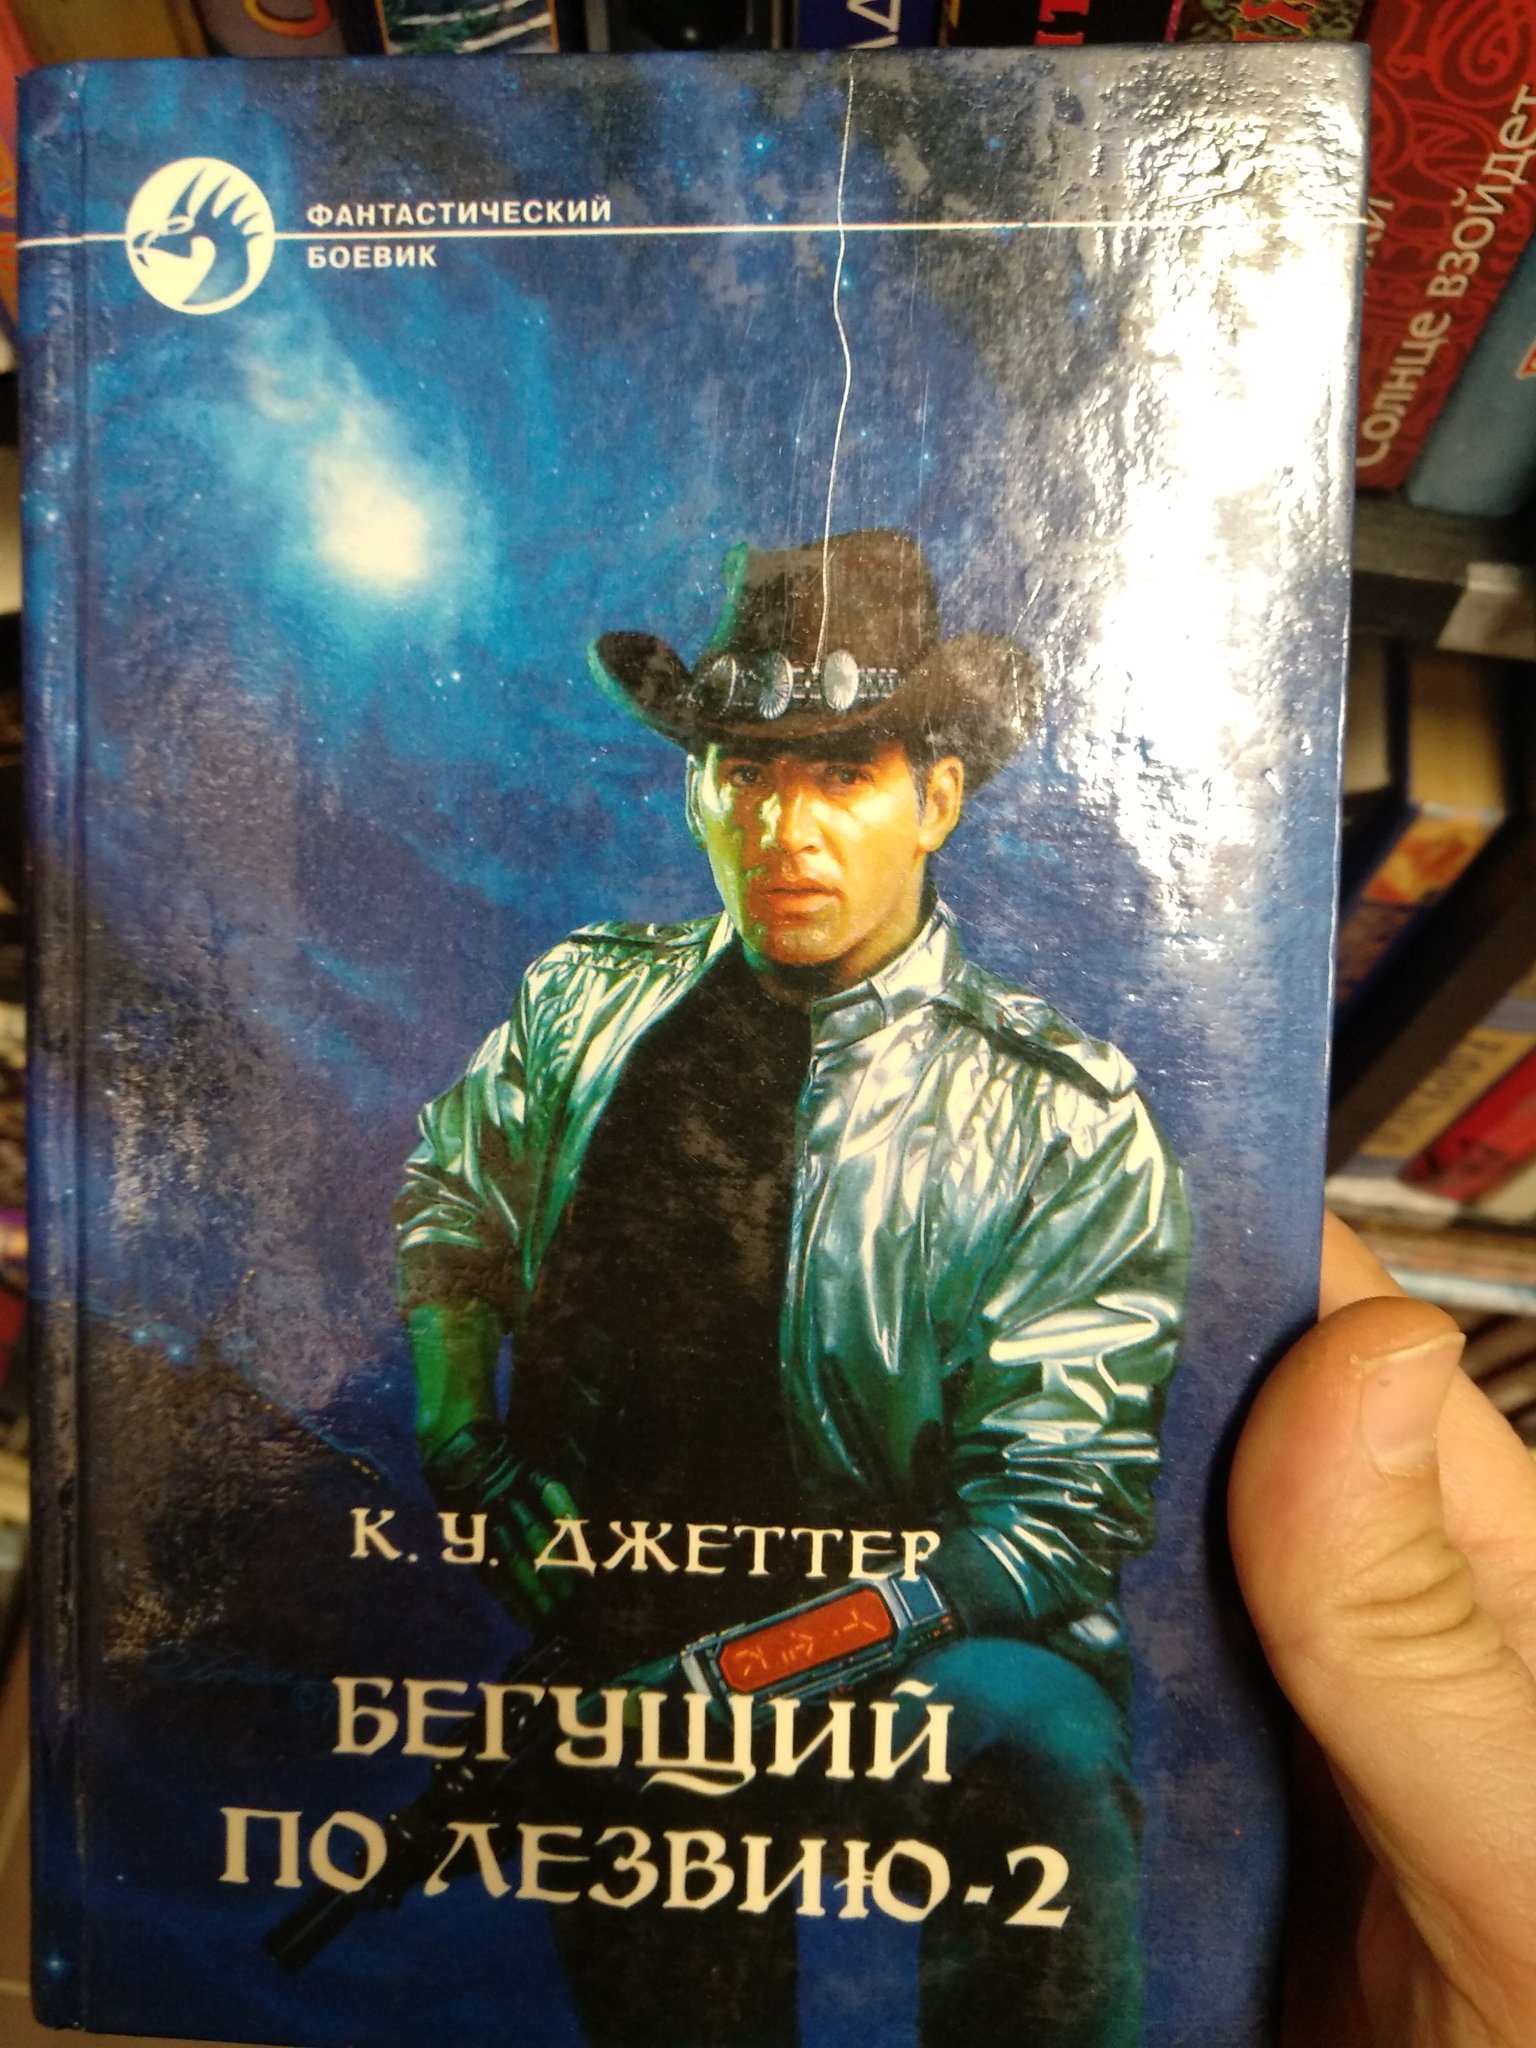 ФАНТАСТИЧЕСКИЙ
БОЕВИК
К. У. ДЖЕТТЕР
БЕГУЩИЙ
ПО ЛЕЗВИЮ-2
СОЛНЦЕ ВЗОЙДЕТ